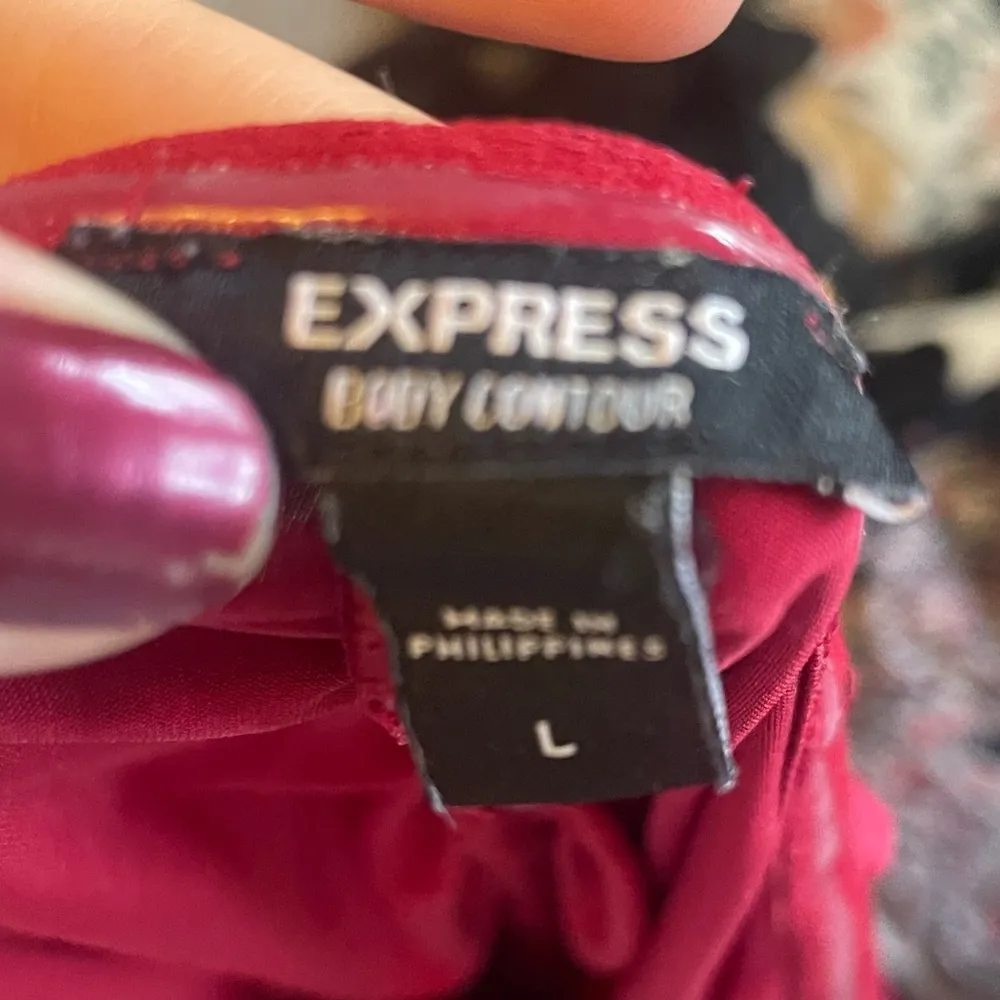 EXPRESS
BODY CONTOUR
MADE IN
PHILIPPINES
L